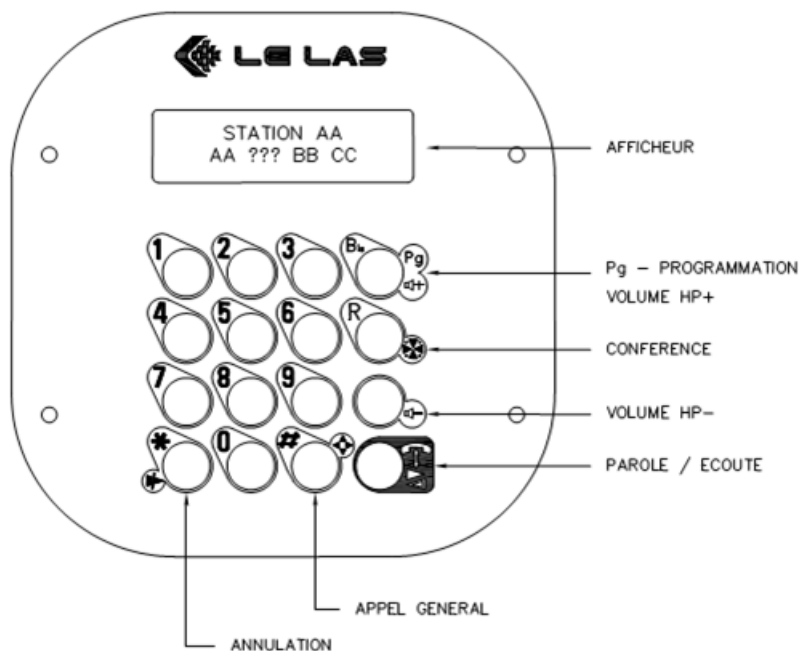 LE LAS
STATION AA
AA ??? BB CC
AFFICHEUR
1 2 3 B Pg
Pg - PROGRAMMATION
VOLUME HP+
4 5 6 R
CONFERENCE
7 8 9
VOLUME HP-
* 0 #
PAROLE / ECOUTE
APPEL GENERAL
ANNULATION